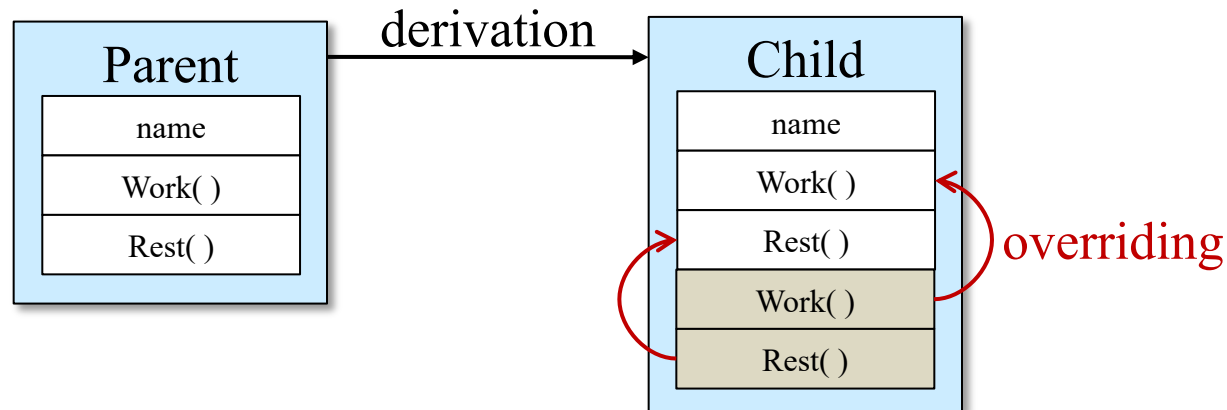 derivation
Parent
name
Work( )
Rest( )
Child
name
Work( )
Rest( )
Work( )
Rest( )
overriding